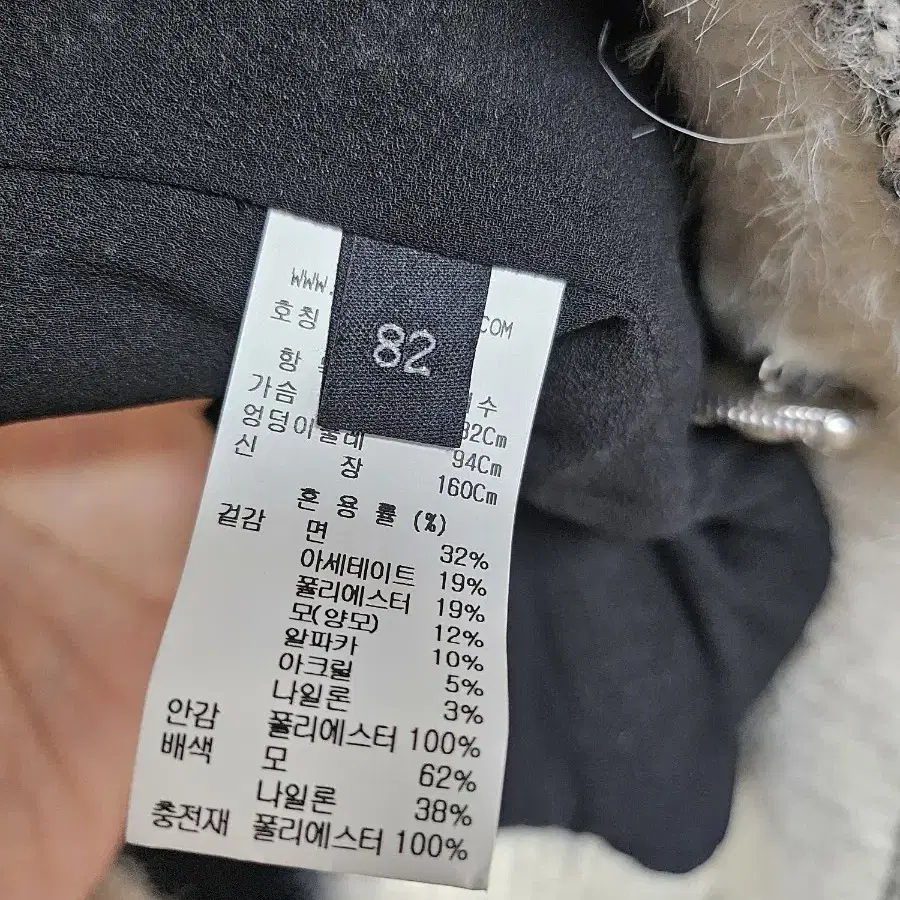 WWW. COM
호칭
82
항 수
가슴 82Cm
엉덩이둘레 94Cm
신 장 160Cm
혼 용 률 (%)
겉감 면 32%
아세테이트 19%
폴리에스터 19%
모(양모) 12%
알파카 10%
아크릴 5%
나일론 3%
안감 폴리에스터 100%
배색 모 62%
나일론 38%
충전재 폴리에스터 100%